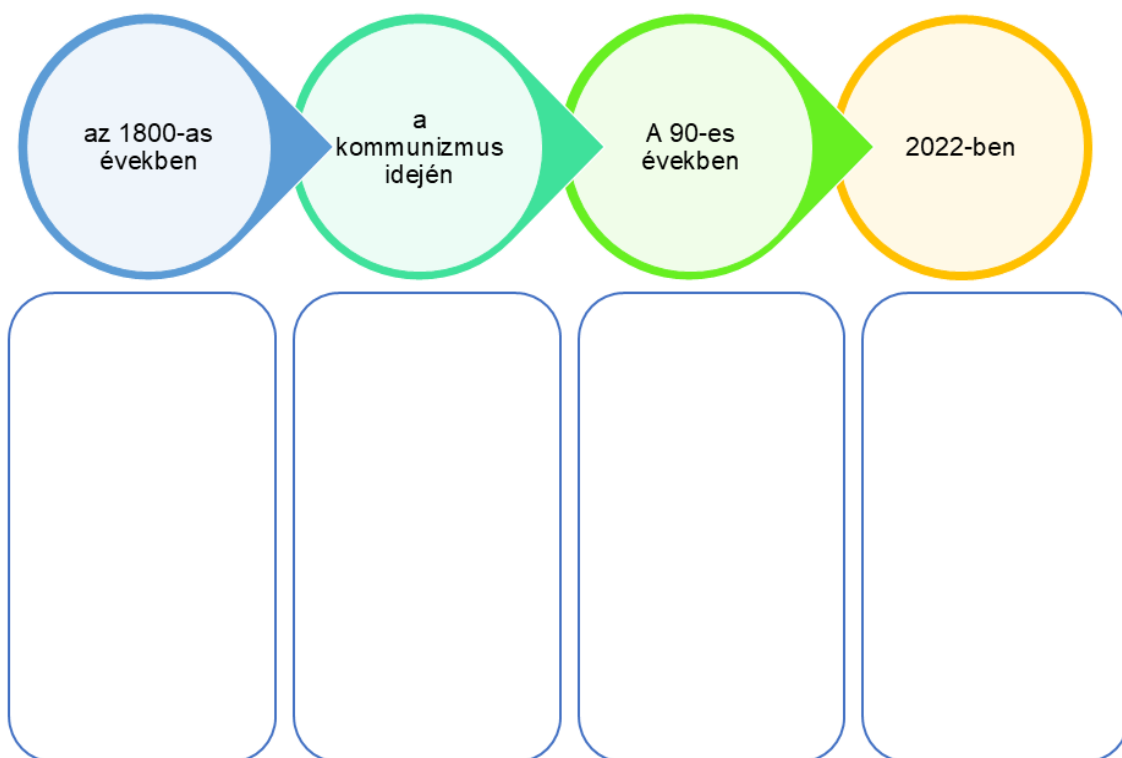 az 1800-as
években
a
kommunizmus
idején
A 90-es
években
2022-ben